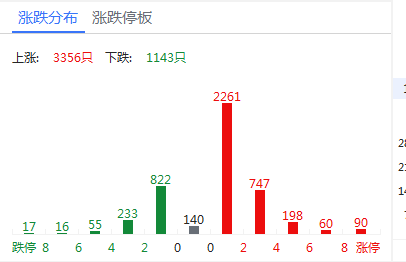 涨跌分布 涨跌停板
上涨: 3356只 下跌: 1143只
17 16 55 233 822 140 2261 747 198 60 90
跌停 8 6 4 2 0 0 2 4 6 8 涨停